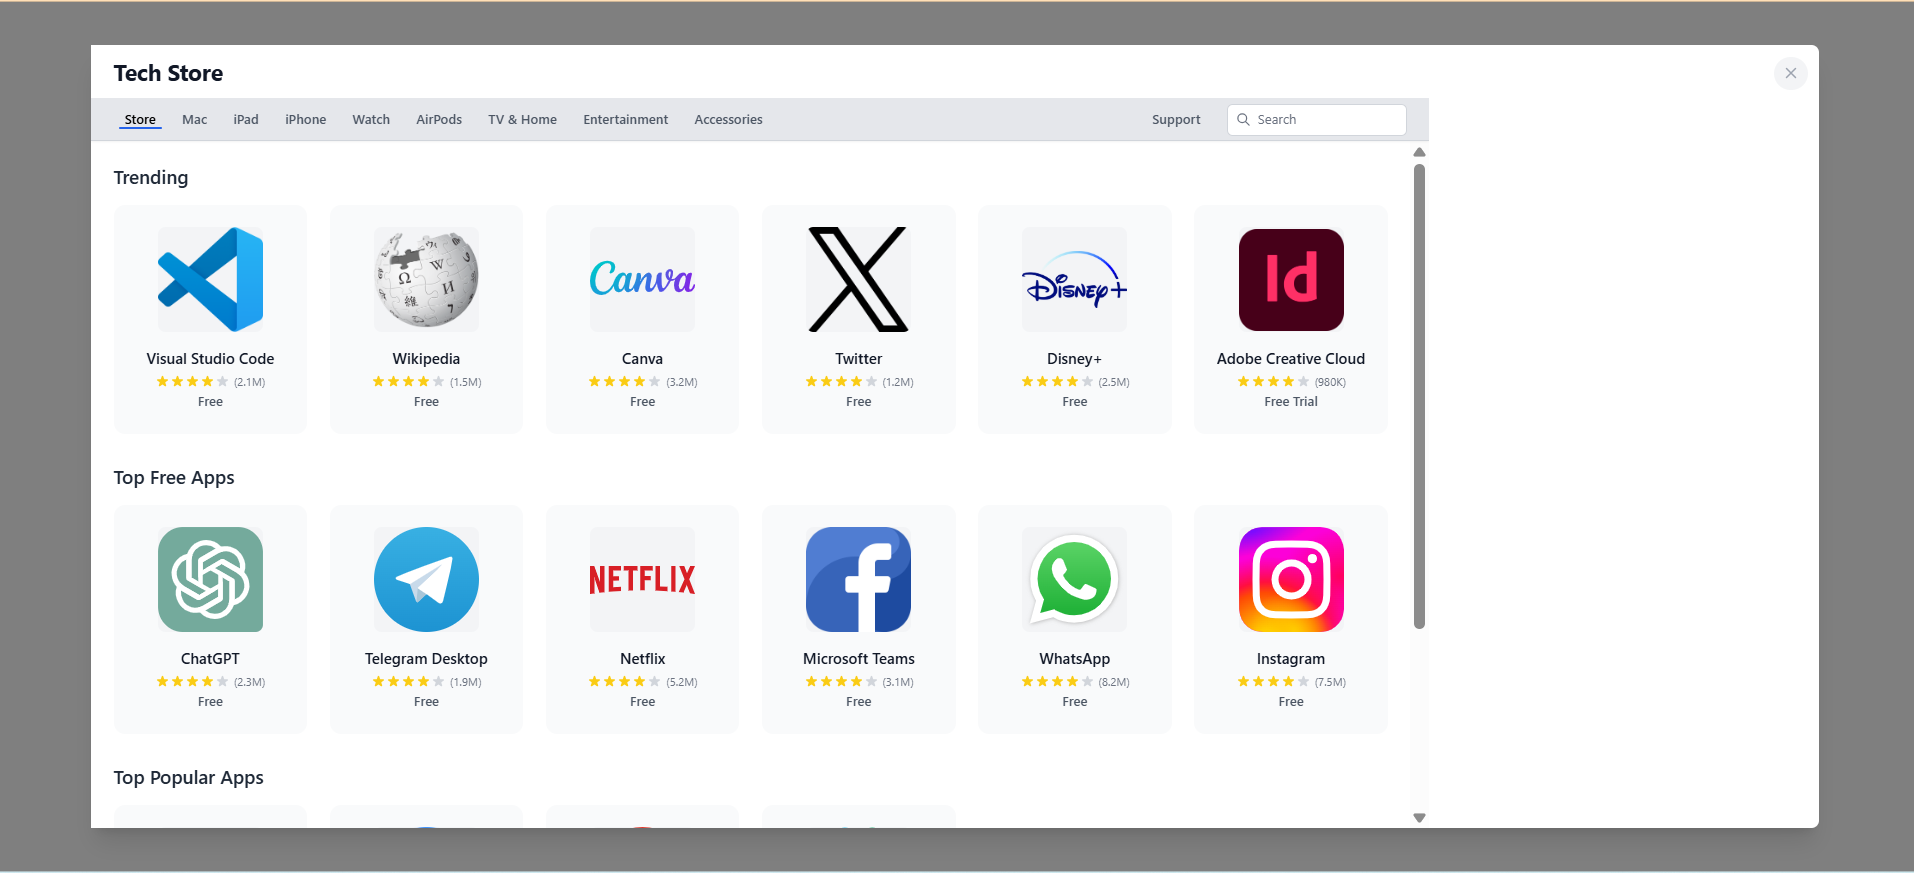 Tech Store
Store Mac iPad iPhone Watch AirPods TV & Home Entertainment Accessories Support Search
Trending
Canva Disney+ Id
Visual Studio Code Wikipedia Canva Twitter Disney+ Adobe Creative Cloud
(2.1M) (1.5M) (3.2M) (1.2M) (2.5M) (980K)
Free Free Free Free Free Free Trial
Top Free Apps
NETFLIX
ChatGPT Telegram Desktop Netflix Microsoft Teams WhatsApp Instagram
(2.3M) (1.9M) (5.2M) (3.1M) (8.2M) (7.5M)
Free Free Free Free Free Free
Top Popular Apps